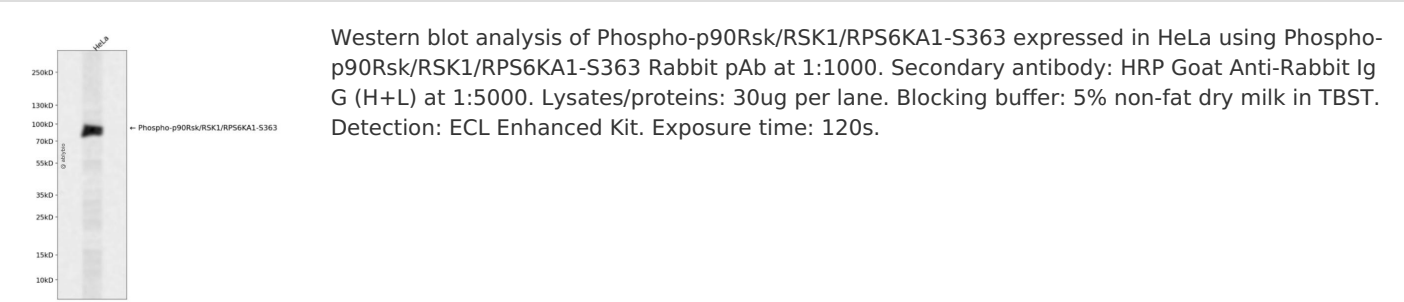 HeLa
250kD
130kD
100kD
← Phospho-p90Rsk/RSK1/RPS6KA1-S363
70kD
55kD
35kD
25kD
15kD
10kD
Western blot analysis of Phospho-p90Rsk/RSK1/RPS6KA1-S363 expressed in HeLa using Phospho-
p90Rsk/RSK1/RPS6KA1-S363 Rabbit pAb at 1:1000. Secondary antibody: HRP Goat Anti-Rabbit Ig
G (H+L) at 1:5000. Lysates/proteins: 30ug per lane. Blocking buffer: 5% non-fat dry milk in TBST.
Detection: ECL Enhanced Kit. Exposure time: 120s.